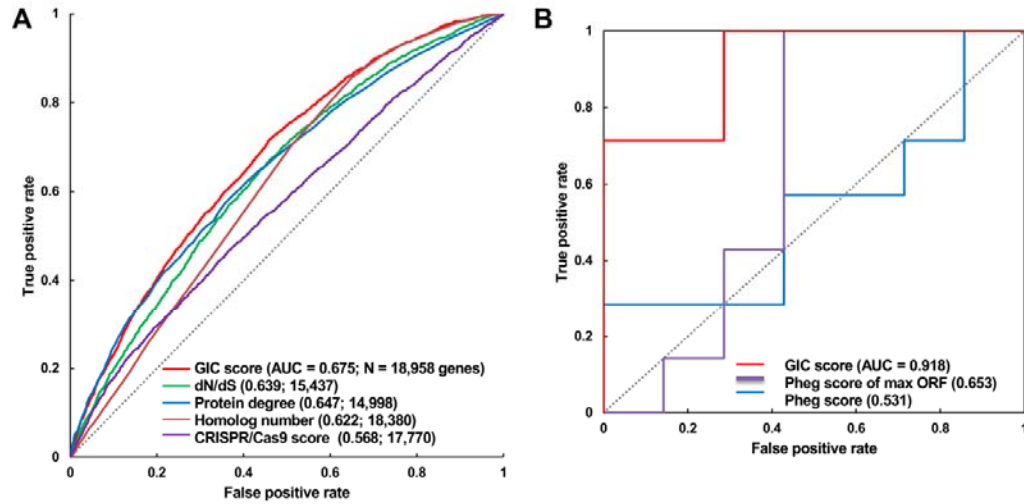 A
1
0.8
0.6
0.4
0.2
0
True positive rate
0
0.2
0.4
0.6
0.8
1
False positive rate
GIC score (AUC = 0.675; N = 18,958 genes)
dN/dS (0.639; 15,437)
Protein degree (0.647; 14,998)
Homolog number (0.622; 18,380)
CRISPR/Cas9 score (0.568; 17,770)
B
1
0.8
0.6
0.4
0.2
0
True positive rate
0
0.2
0.4
0.6
0.8
1
False positive rate
GIC score (AUC = 0.918)
Pheg score of max ORF (0.653)
Pheg score (0.531)